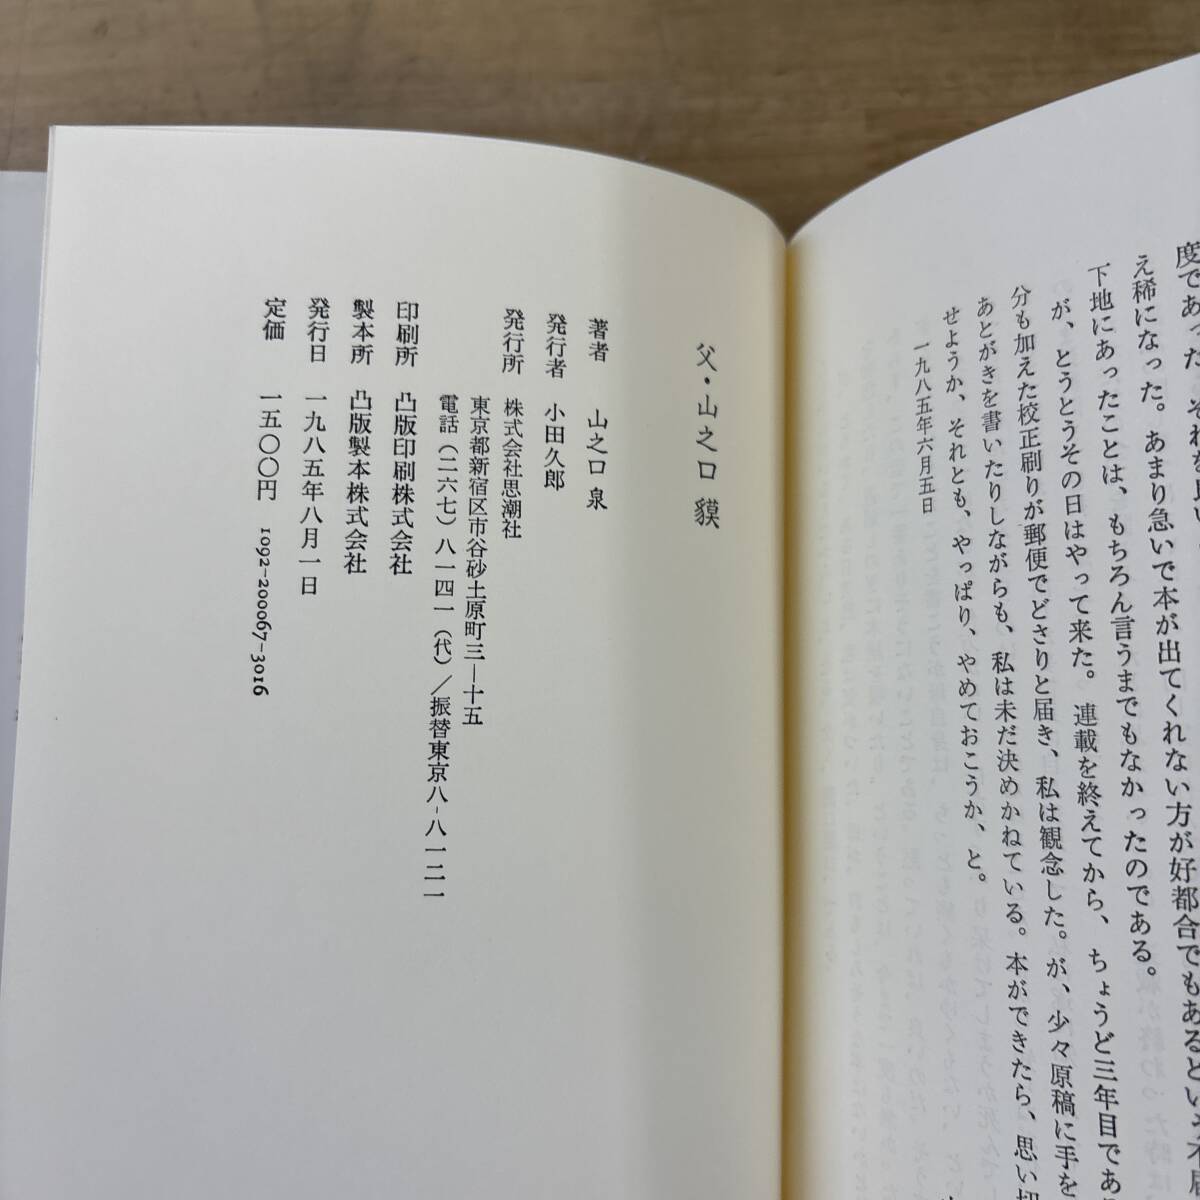 度であった
え稀になった。あまり急いで本が出てくれない方が好都合でもあるという不届
下地にあったことは、もちろん言うまでもなかったのである。
が、とうとうその日はやって来た。連載を終えてから、ちょうど三年目であ
分も加えた校正刷りが郵便でどさりと届き、私は観念した。が、少々原稿に手を
あとがきを書いたりしながらも、私は未だ決めかねている。本ができたら、思い切
せようか、それとも、やっぱり、やめておこうか、と。
一九八五年六月五日
父・山之口 貘
著者 山之口 泉
発行者 小田久郎
発行所 株式会社思潮社
東京都新宿区市谷砂土原町三―十五
電話(二六七)八一四一(代)/振替東京八-八一二一
印刷所 凸版印刷株式会社
製本所 凸版製本株式会社
発行日 一九八五年八月一日
定価 一五〇〇円 1092-200067-3016